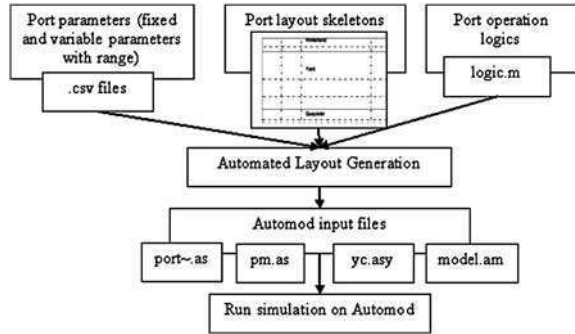 Port parameters (fixed
and variable parameters
with range)
.csv files
Port layout skeletons
Yard
Port operation
logics
logic.m
Automated Layout Generation
Automod input files
port~.as
pm.as
yc.asy
model.am
Run simulation on Automod